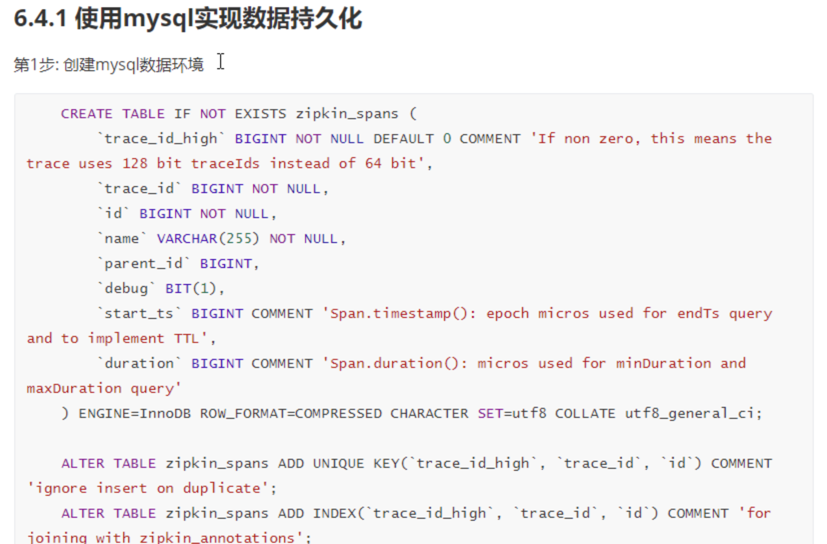 6.4.1 使用mysql实现数据持久化
第1步: 创建mysql数据环境
CREATE TABLE IF NOT EXISTS zipkin_spans (
`trace_id_high` BIGINT NOT NULL DEFAULT 0 COMMENT 'If non zero, this means the
trace uses 128 bit traceIds instead of 64 bit',
`trace_id` BIGINT NOT NULL,
`id` BIGINT NOT NULL,
`name` VARCHAR(255) NOT NULL,
`parent_id` BIGINT,
`debug` BIT(1),
`start_ts` BIGINT COMMENT 'Span.timestamp(): epoch micros used for endTs query
and to implement TTL',
`duration` BIGINT COMMENT 'Span.duration(): micros used for minDuration and
maxDuration query'
) ENGINE=InnoDB ROW_FORMAT=COMPRESSED CHARACTER SET=utf8 COLLATE utf8_general_ci;
ALTER TABLE zipkin_spans ADD UNIQUE KEY(`trace_id_high`, `trace_id`, `id`) COMMENT
'ignore insert on duplicate';
ALTER TABLE zipkin_spans ADD INDEX(`trace_id_high`, `trace_id`, `id`) COMMENT 'for
joining with zipkin_annotations';